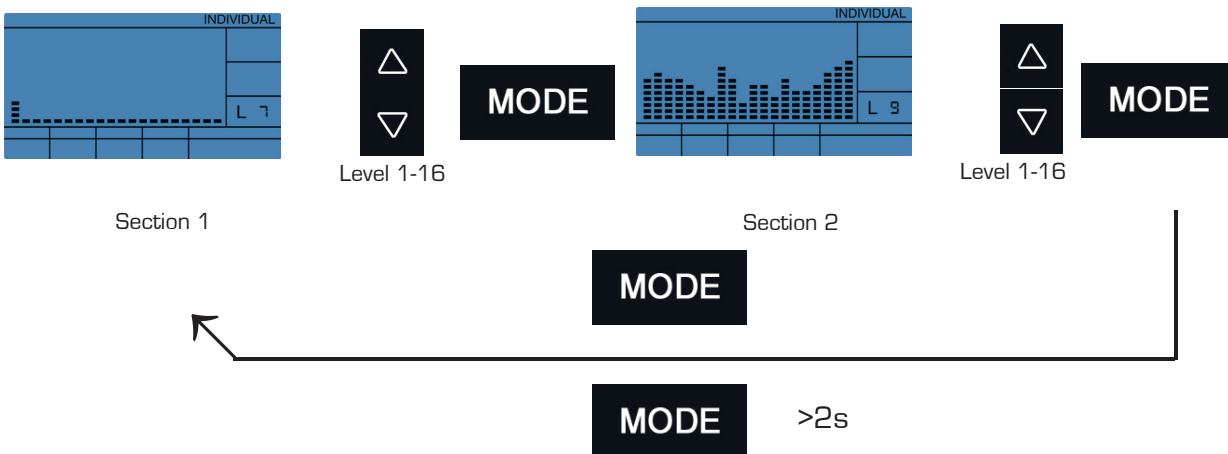 INDIVIDUAL
L 7
MODE
Level 1-16
Section 1
INDIVIDUAL
L 9
MODE
Level 1-16
Section 2
MODE
MODE >2s